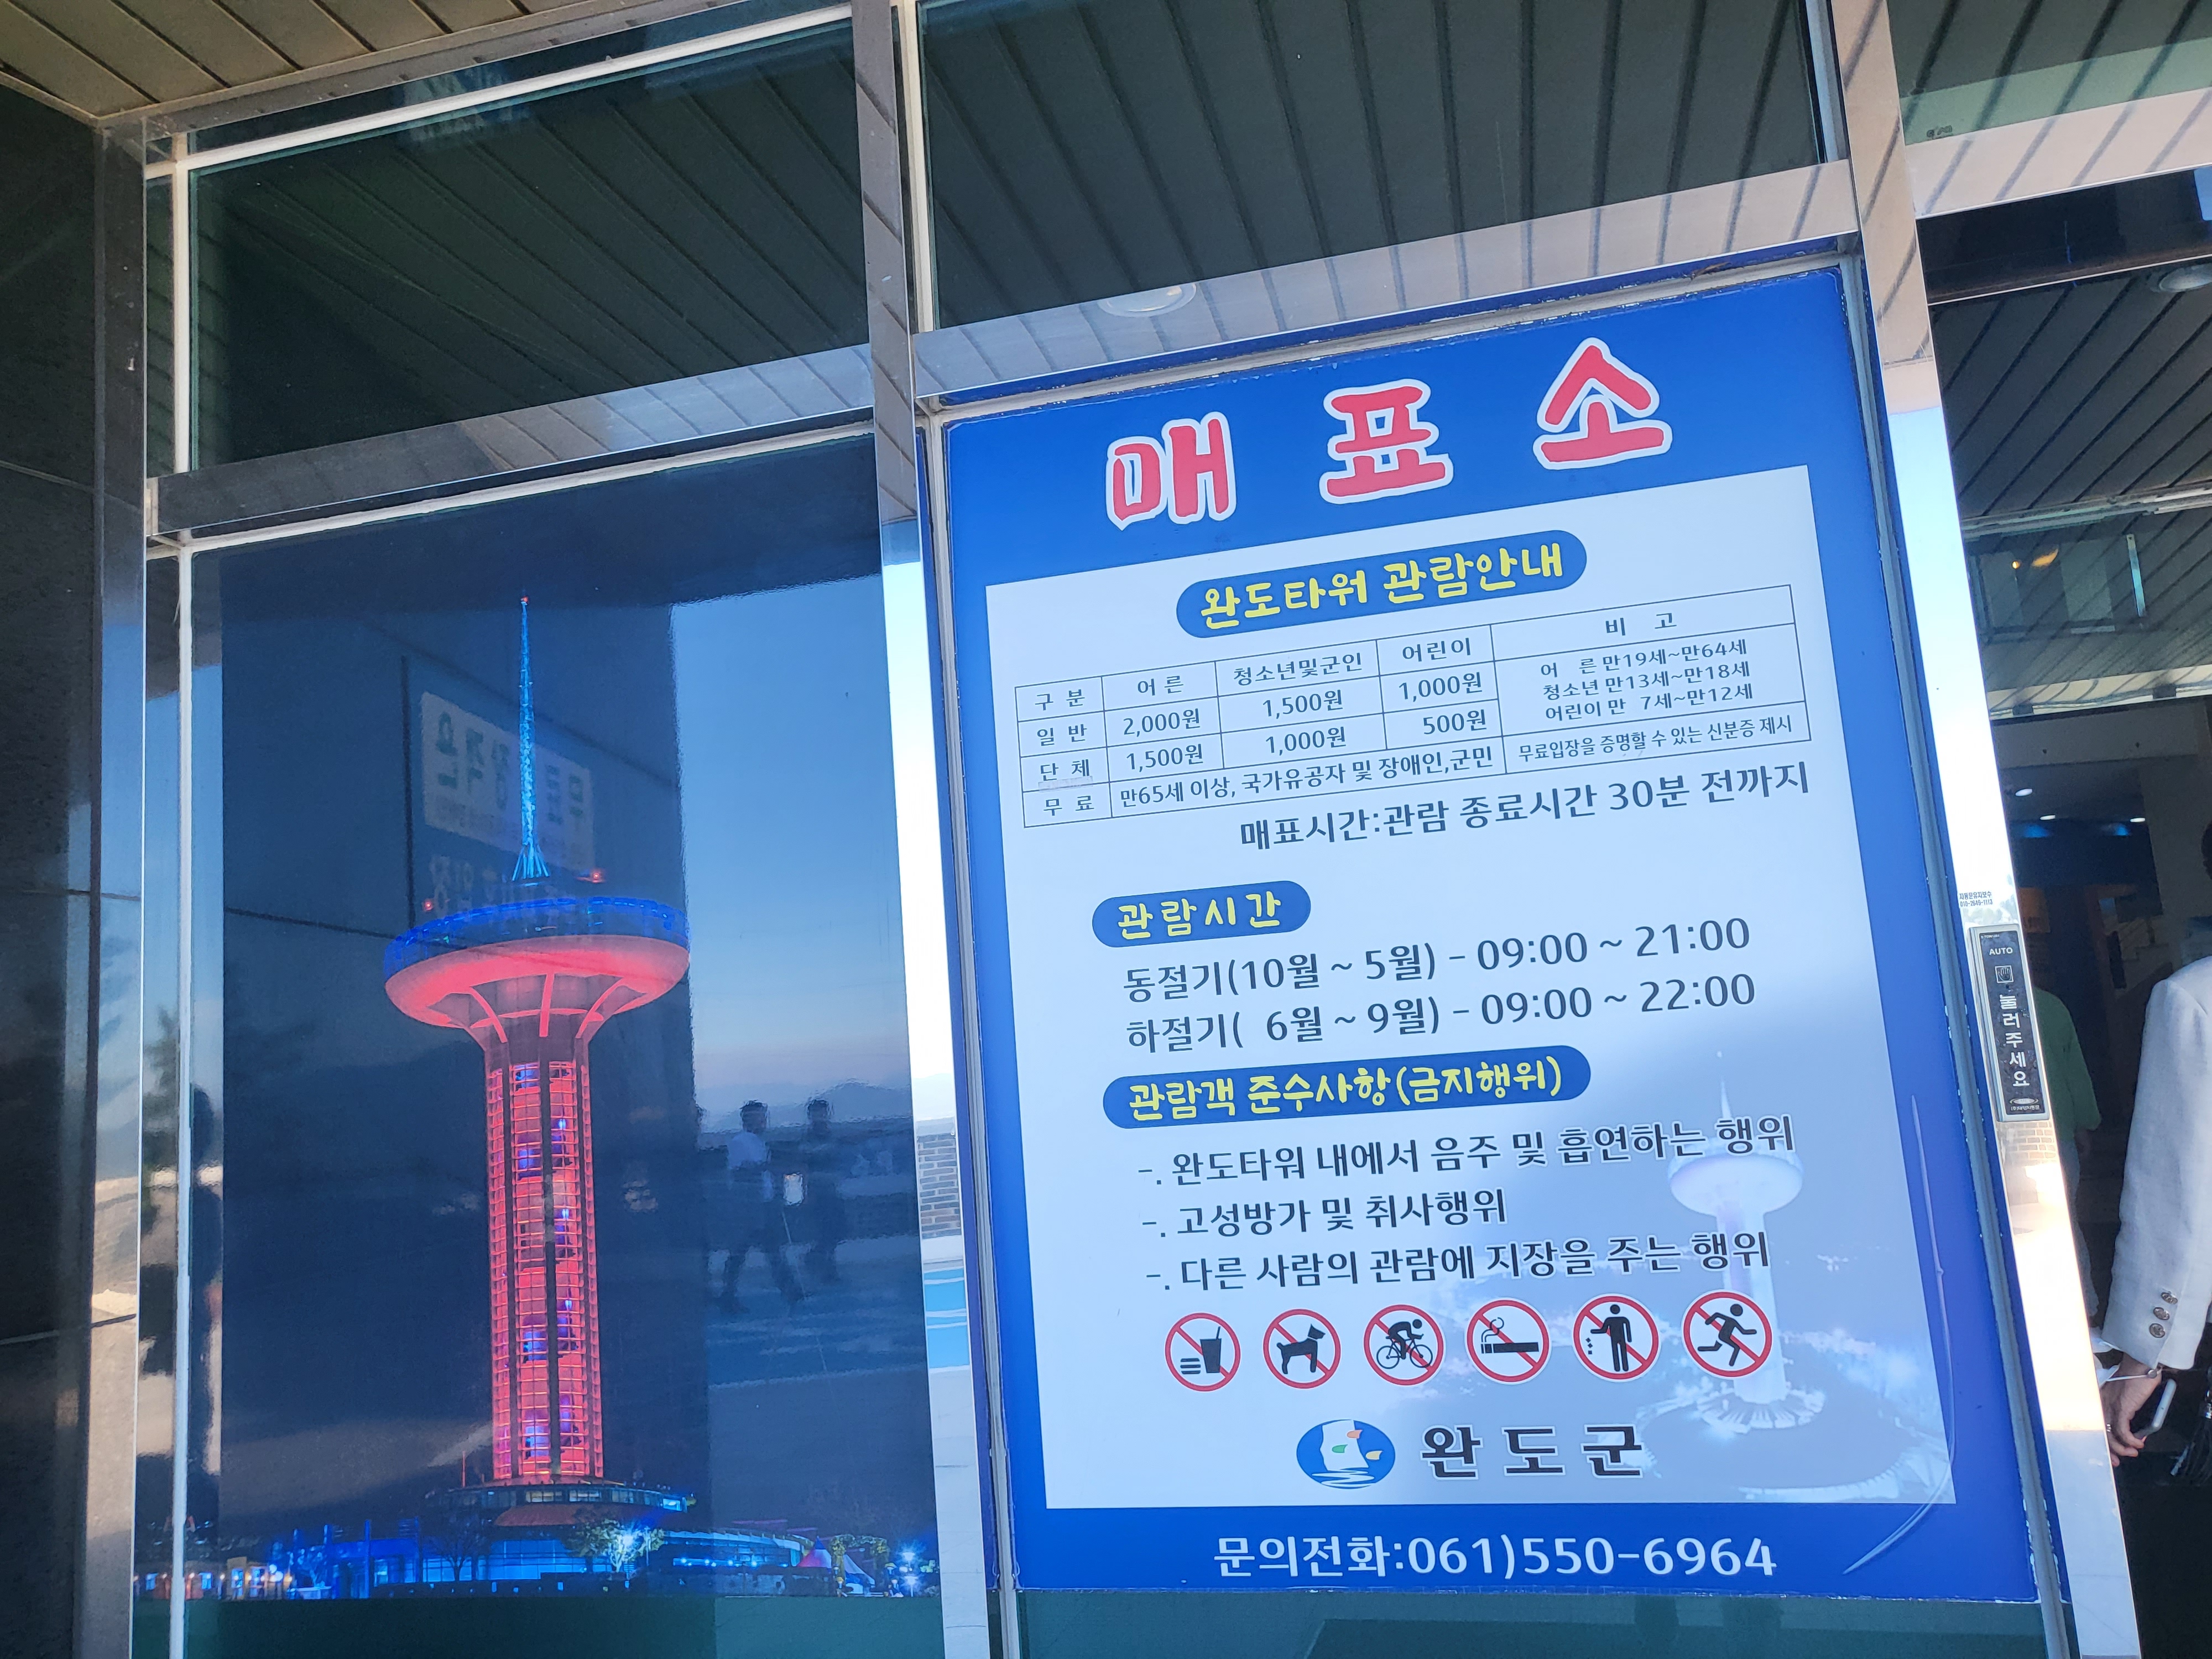 매표소
완도타워 관람안내
구 분 어 른 청소년및군인 어린이 비 고
일 반 2,000원 1,500원 1,000원 어 른 만19세~만64세
청소년 만13세~만18세
어린이 만 7세~만12세
단 체 1,500원 1,000원 500원
무 료 만65세 이상, 국가유공자 및 장애인,군민 무료입장을 증명할 수 있는 신분증 제시
매표시간:관람 종료시간 30분 전까지
관람시간
동절기(10월 ~ 5월) - 09:00 ~ 21:00
하절기( 6월 ~ 9월) - 09:00 ~ 22:00
관람객 준수사항(금지행위)
-. 완도타워 내에서 음주 및 흡연하는 행위
-. 고성방가 및 취사행위
-. 다른 사람의 관람에 지장을 주는 행위
완도군
문의전화:061)550-6964
AUTO
눌러주세요